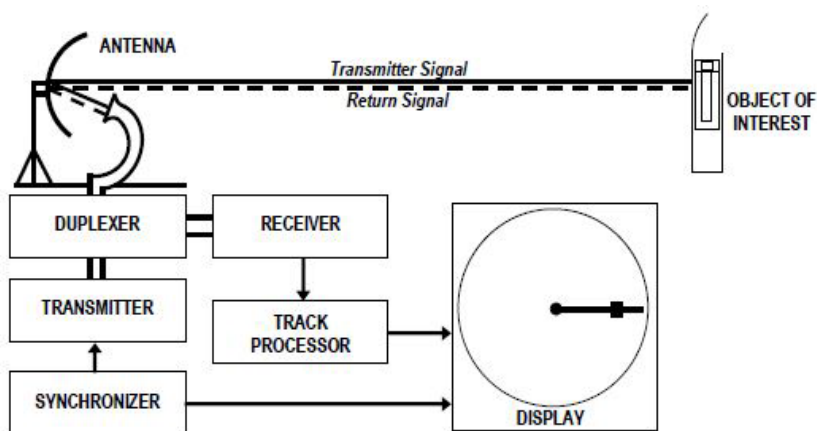 ANTENNA
Transmitter Signal
Return Signal
OBJECT OF
INTEREST
DUPLEXER
RECEIVER
TRANSMITTER
TRACK
PROCESSOR
SYNCHRONIZER
DISPLAY